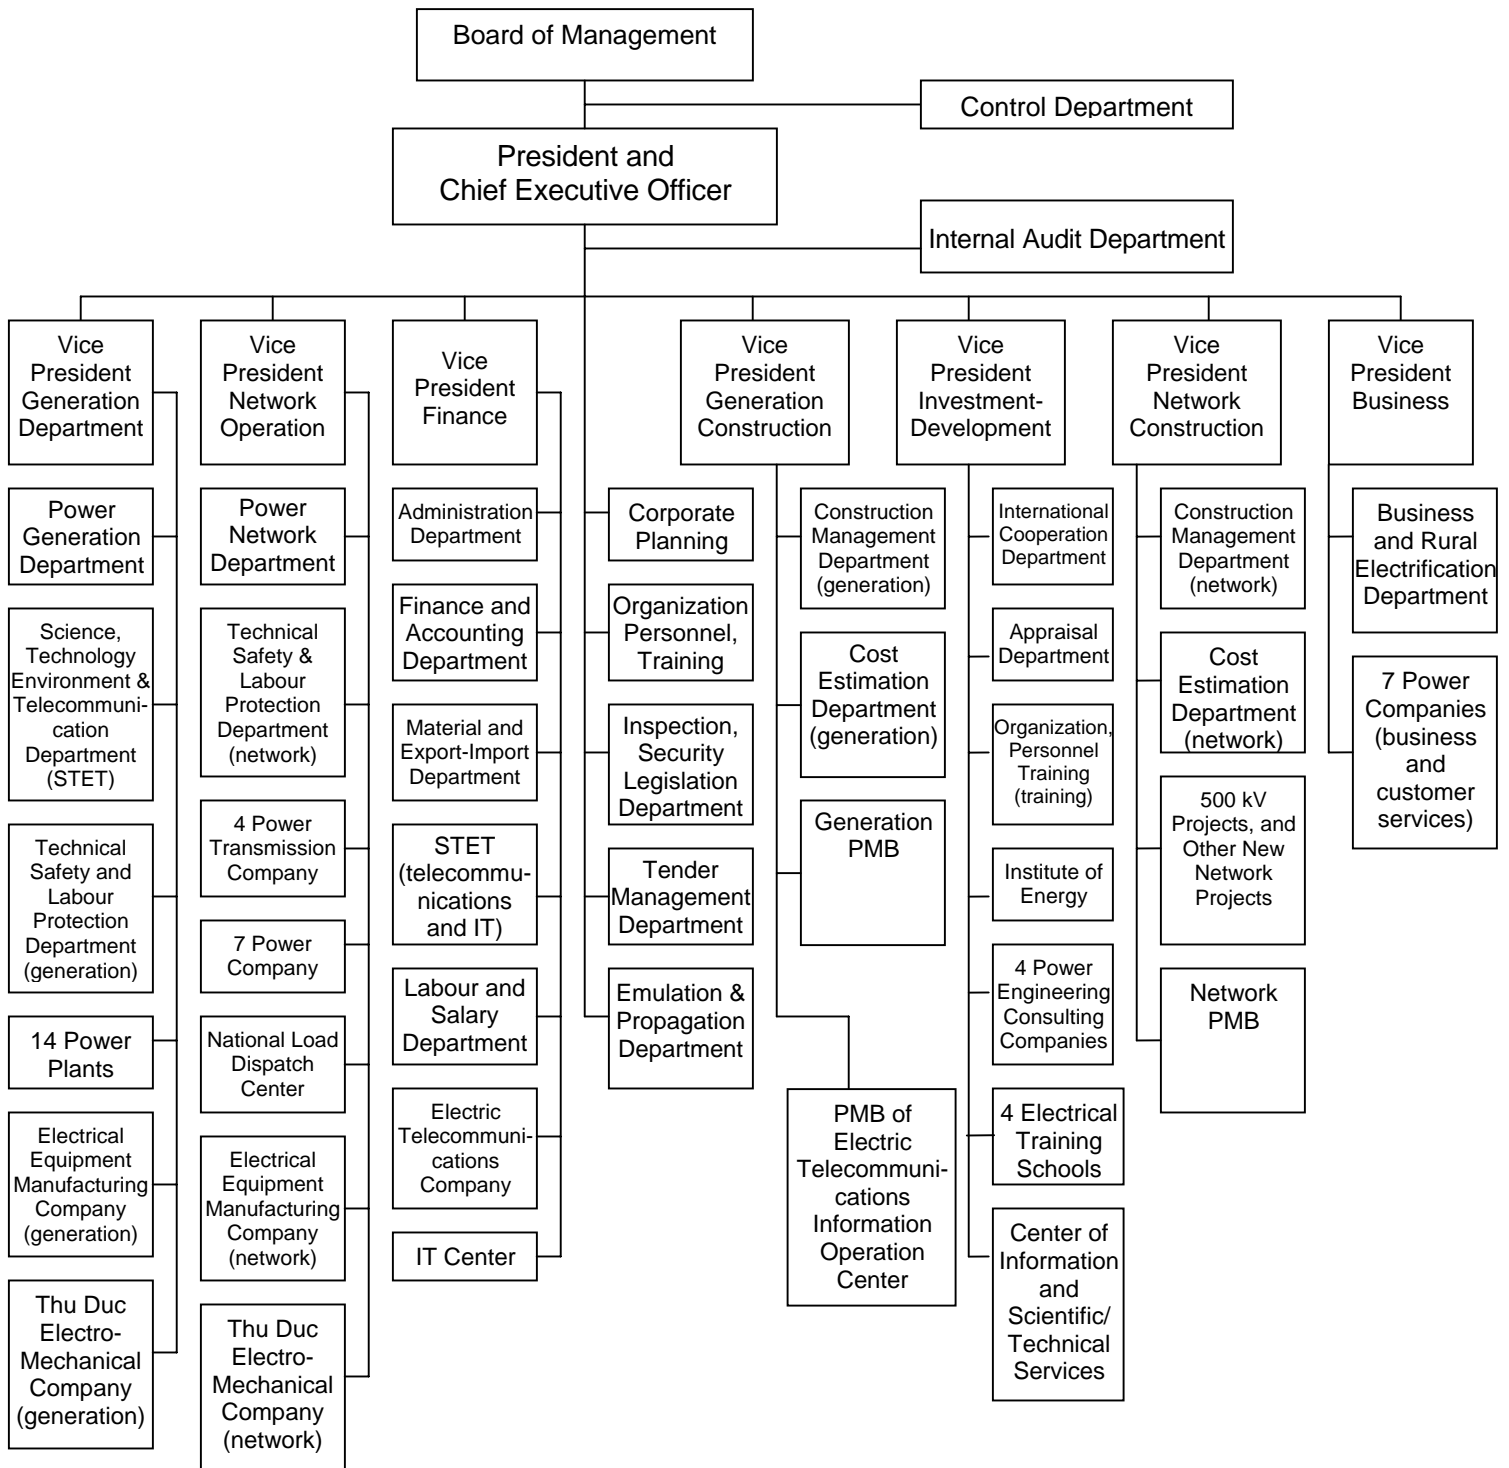 Board of Management
Control Department
President and
Chief Executive Officer
Internal Audit Department
Vice
President
Generation
Department
Vice
President
Network
Operation
Vice
President
Finance
Vice
President
Generation
Construction
Vice
President
Investment-
Development
Vice
President
Network
Construction
Vice
President
Business
Power
Generation
Department
Science,
Technology
Environment &
Telecommuni-
cation
Department
(STET)
Technical
Safety and
Labour
Protection
Department
(generation)
14 Power
Plants
Electrical
Equipment
Manufacturing
Company
(generation)
Thu Duc
Electro-
Mechanical
Company
(generation)
Power
Network
Department
Technical
Safety &
Labour
Protection
Department
(network)
4 Power
Transmission
Company
7 Power
Company
National Load
Dispatch
Center
Electrical
Equipment
Manufacturing
Company
(network)
Thu Duc
Electro-
Mechanical
Company
(network)
Administration
Department
Finance and
Accounting
Department
Material and
Export-Import
Department
STET
(telecommu-
nications
and IT)
Labour and
Salary
Department
Electric
Telecommuni-
cations
Company
IT Center
Corporate
Planning
Organization
Personnel,
Training
Inspection,
Security
Legislation
Department
Tender
Management
Department
Emulation &
Propagation
Department
Construction
Management
Department
(generation)
Cost
Estimation
Department
(generation)
Generation
PMB
PMB of
Electric
Telecommuni-
cations
Information
Operation
Center
International
Cooperation
Department
Appraisal
Department
Organization,
Personnel
Training
(training)
Institute of
Energy
4 Power
Engineering
Consulting
Companies
4 Electrical
Training
Schools
Center of
Information
and
Scientific/
Technical
Services
Construction
Management
Department
(network)
Cost
Estimation
Department
(network)
500 kV
Projects, and
Other New
Network
Projects
Network
PMB
Business
and Rural
Electrification
Department
7 Power
Companies
(business
and
customer
services)